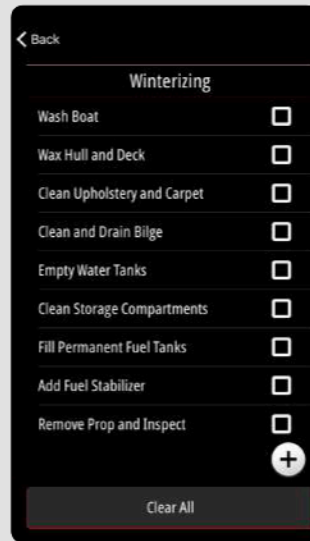 Back
Winterizing
Wash Boat
Wax Hull and Deck
Clean Upholstery and Carpet
Clean and Drain Bilge
Empty Water Tanks
Clean Storage Compartments
Fill Permanent Fuel Tanks
Add Fuel Stabilizer
Remove Prop and Inspect
+
Clear All